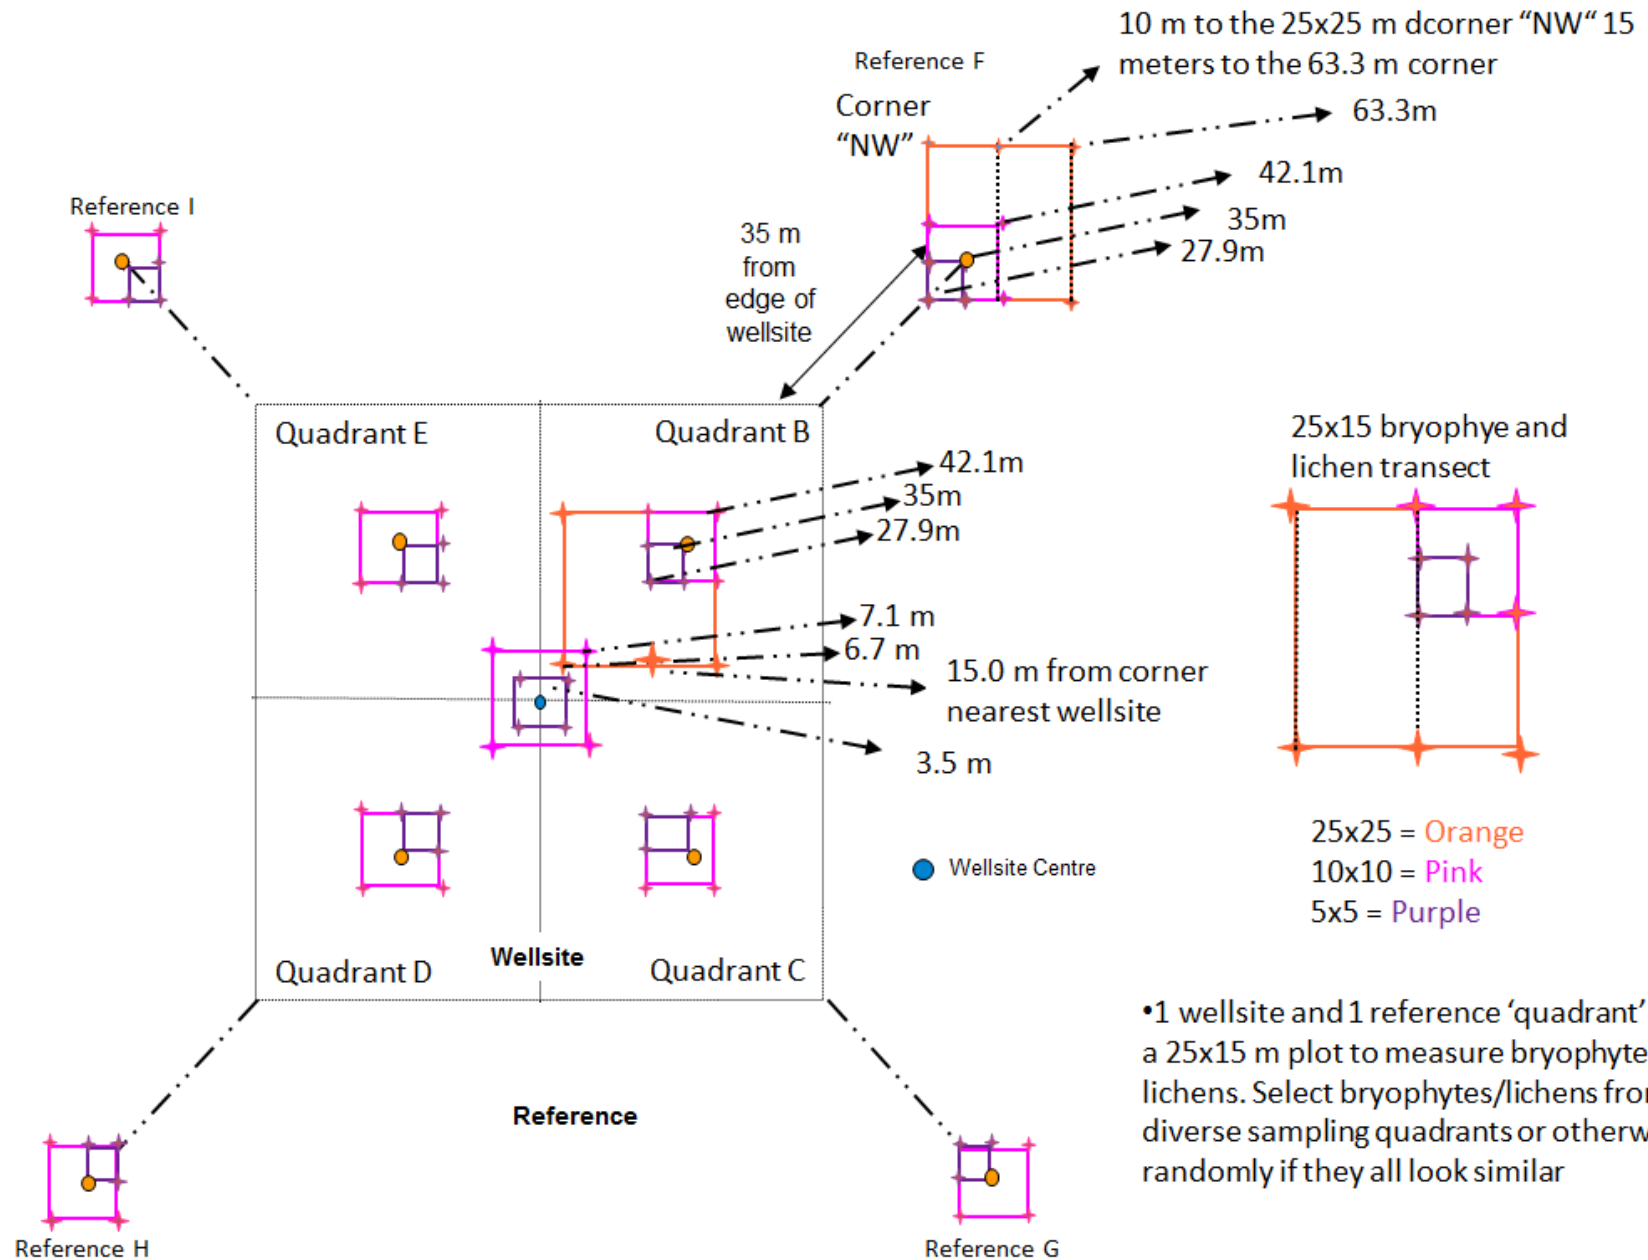 10 m to the 25x25 m dcorner “NW“ 15
meters to the 63.3 m corner
Reference F
Corner
“NW”
63.3m
42.1m
35m
27.9m
Reference I
35 m
from
edge of
wellsite
Quadrant E
Quadrant B
42.1m
35m
27.9m
7.1 m
6.7 m
15.0 m from corner
nearest wellsite
3.5 m
25x15 bryophye and
lichen transect
25x25 = Orange
10x10 = Pink
5x5 = Purple
Wellsite Centre
Quadrant D
Wellsite
Quadrant C
Reference
•1 wellsite and 1 reference ‘quadrant’
a 25x15 m plot to measure bryophyte
lichens. Select bryophytes/lichens fro
diverse sampling quadrants or otherw
randomly if they all look similar
Reference H
Reference G